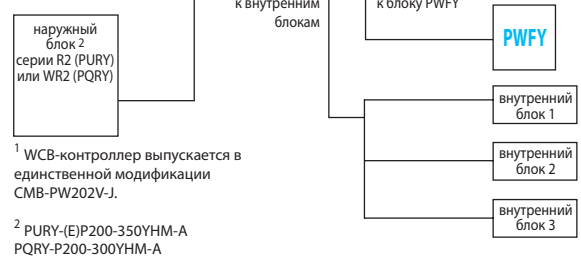 к внутренним
блокам
к блоку PWFY
наружный
блок 2
серии R2 (PURY)
или WR2 (PQRY)
PWFY
внутренний
блок 1
внутренний
блок 2
внутренний
блок 3
1 WCB-контроллер выпускается в
единственной модификации
CMB-PW202V-J.
2 PURY-(E)P200-350YHM-A
PQRY-P200-300YHM-A